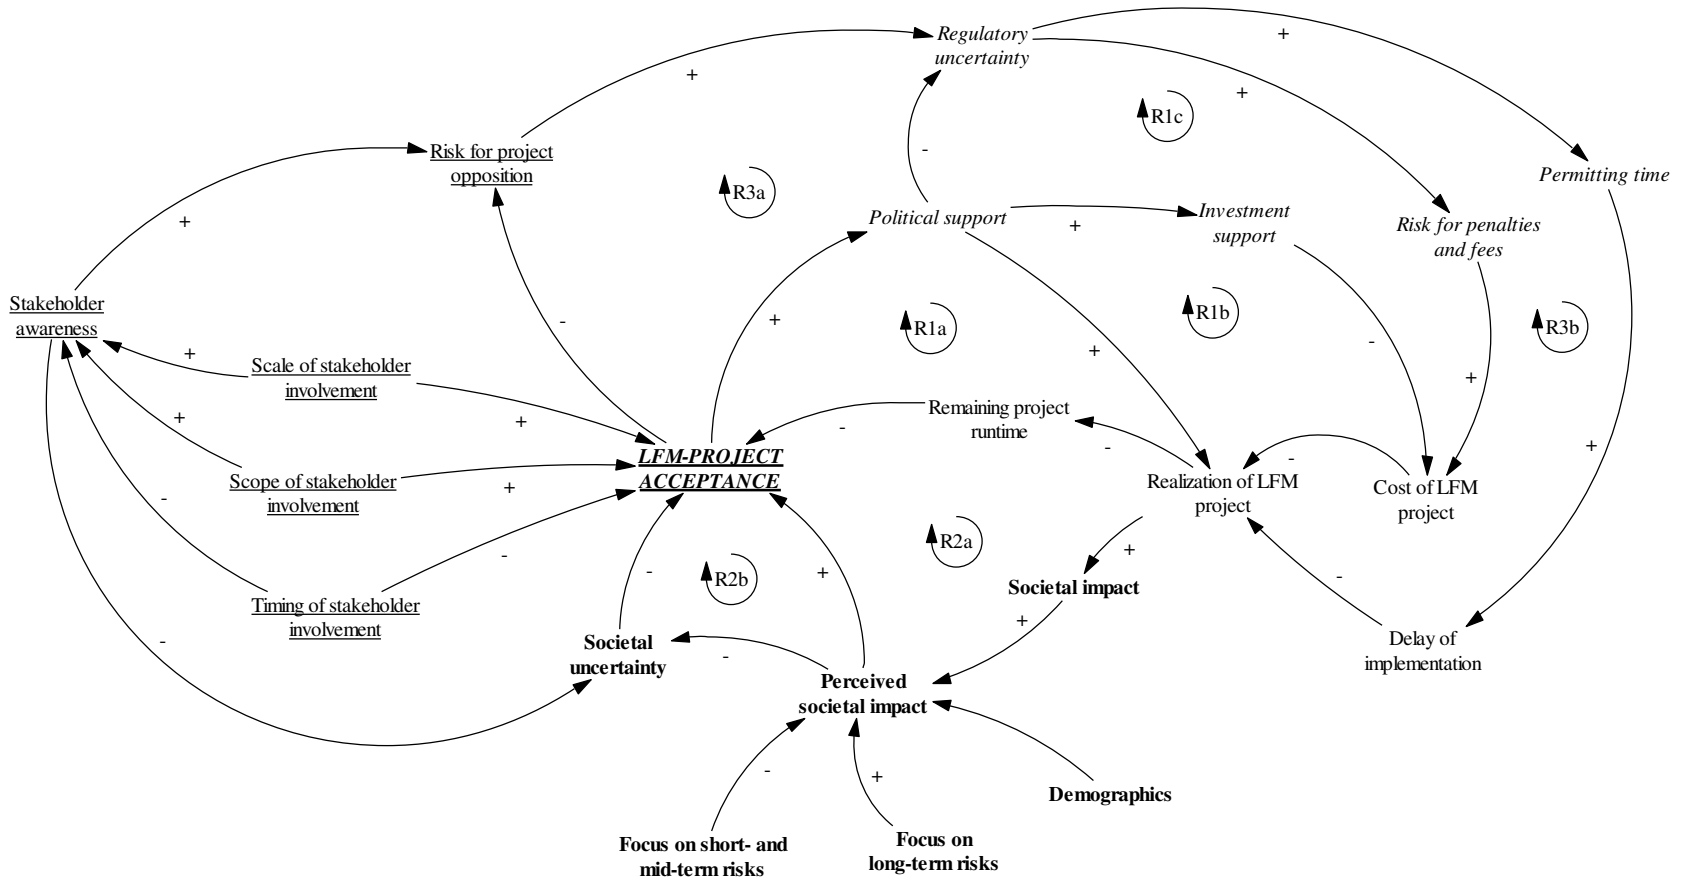 Regulatory
uncertainty
+
+
+
R1c
Risk for project
opposition
Permitting time
-
R3a
+
Political support
+
Investment
support
Risk for penalties
and fees
Stakeholder
awareness
+
-
+
R1a
R1b
R3b
+
-
+
Scale of stakeholder
involvement
+
+
Remaining project
runtime
-
-
-
+
+
LFM-PROJECT
ACCEPTANCE
Scope of stakeholder
involvement
+
-
Realization of LFM
project
Cost of LFM
project
-
R2a
+
-
R2b
+
-
Societal impact
Timing of stakeholder
involvement
+
-
Societal
uncertainty
-
Delay of
implementation
Perceived
societal impact
-
+
Demographics
Focus on short- and
mid-term risks
Focus on
long-term risks